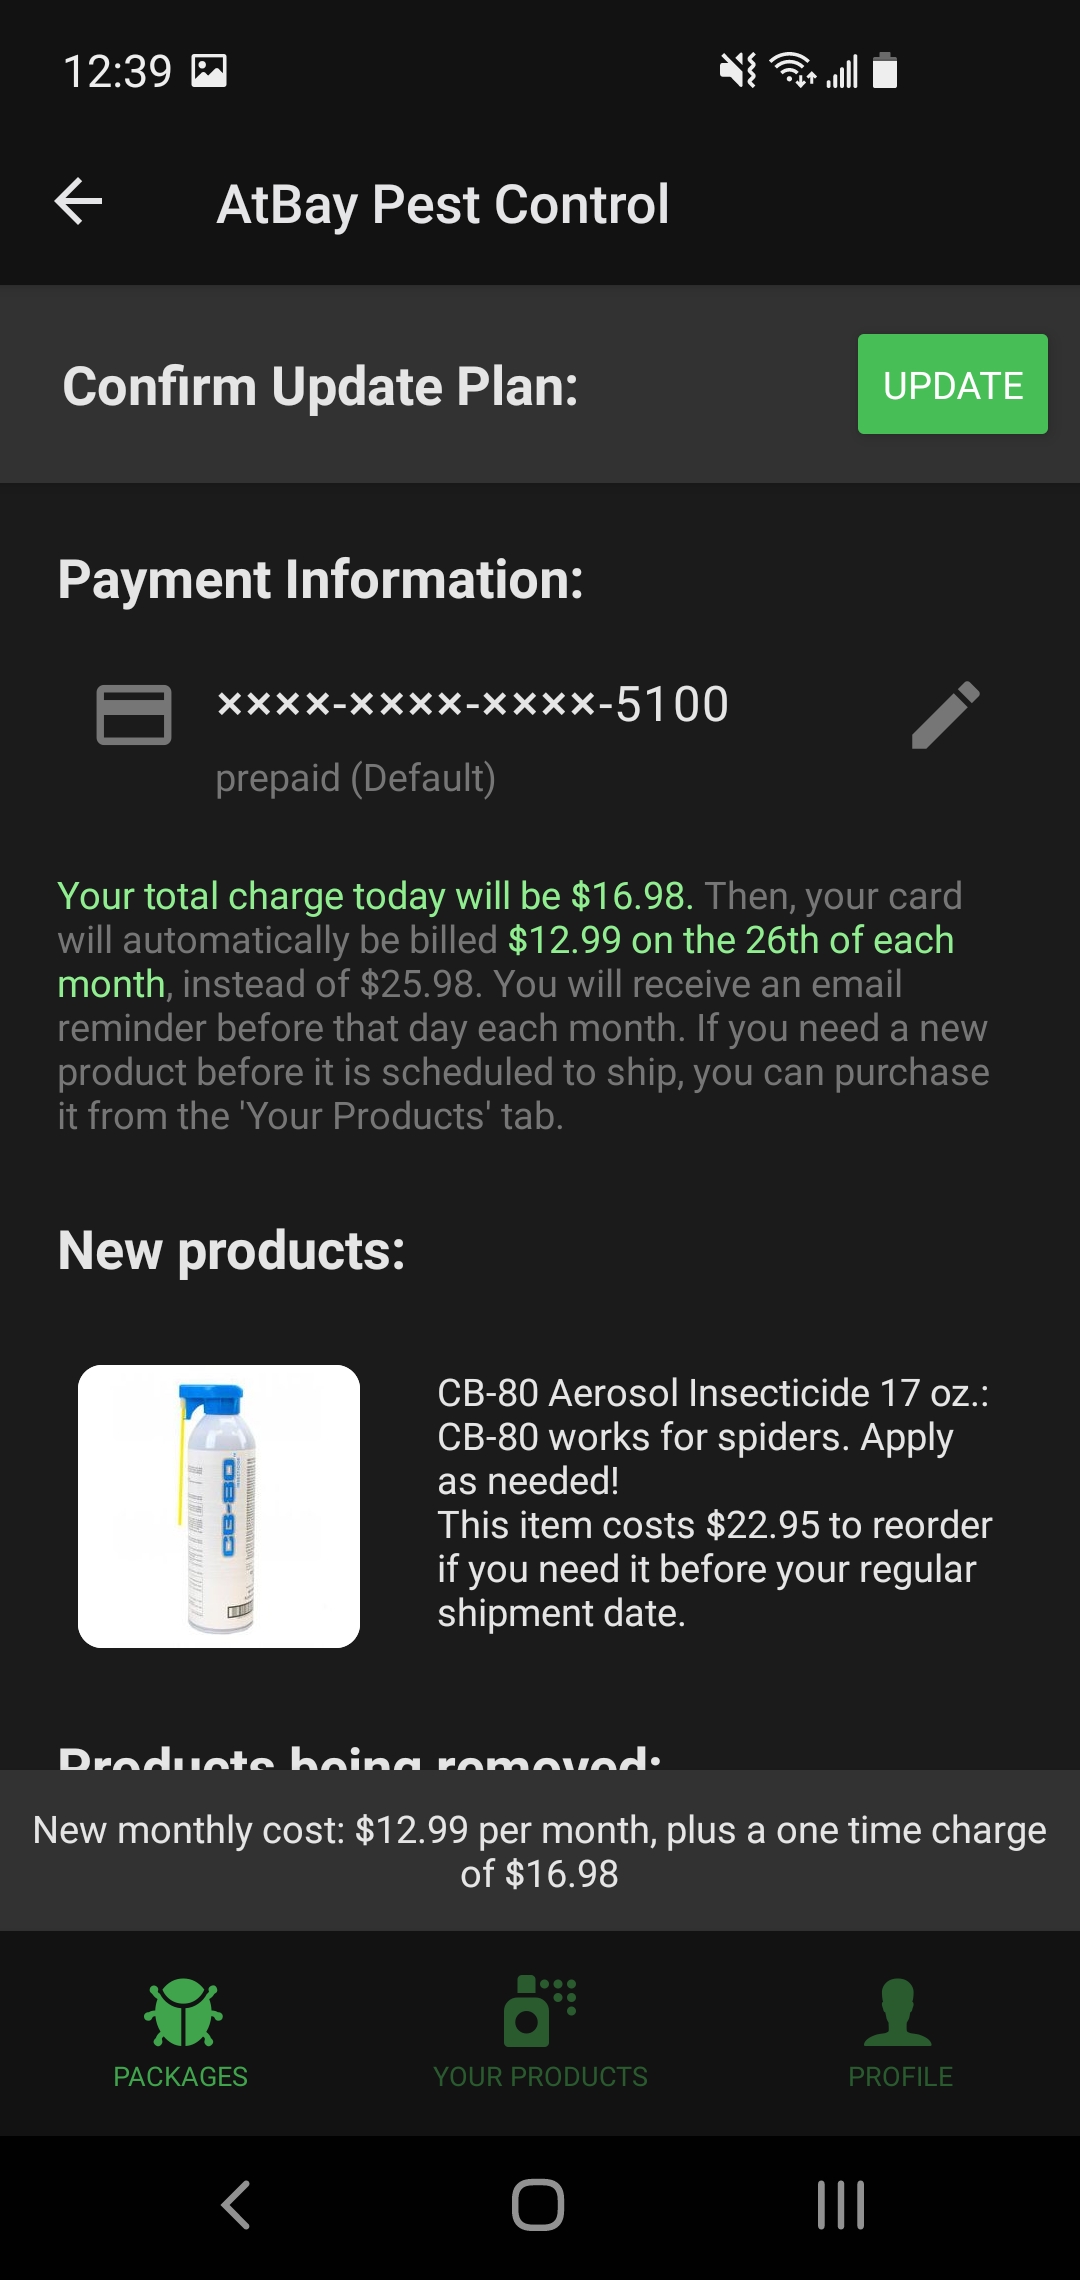 12:39
AtBay Pest Control
Confirm Update Plan:
UPDATE
Payment Information:
××××-××××-××××-5100
prepaid (Default)
Your total charge today will be $16.98. Then, your card
will automatically be billed $12.99 on the 26th of each
month, instead of $25.98. You will receive an email
reminder before that day each month. If you need a new
product before it is scheduled to ship, you can purchase
it from the 'Your Products' tab.
New products:
CB-80
CB-80 Aerosol Insecticide 17 oz.:
CB-80 works for spiders. Apply
as needed!
This item costs $22.95 to reorder
if you need it before your regular
shipment date.
Products being removed:
New monthly cost: $12.99 per month, plus a one time charge
of $16.98
PACKAGES
YOUR PRODUCTS
PROFILE